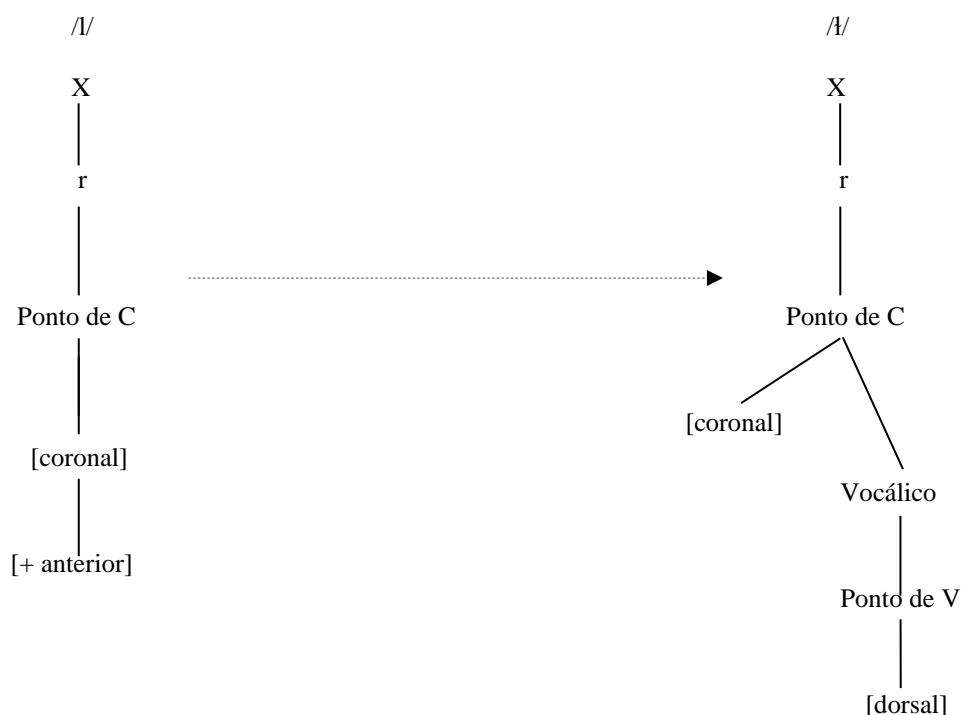 /l/ /ɫ/
X X
r r
Ponto de C Ponto de C
[coronal]
[coronal]
Vocálico
[+ anterior]
Ponto de V
[dorsal]